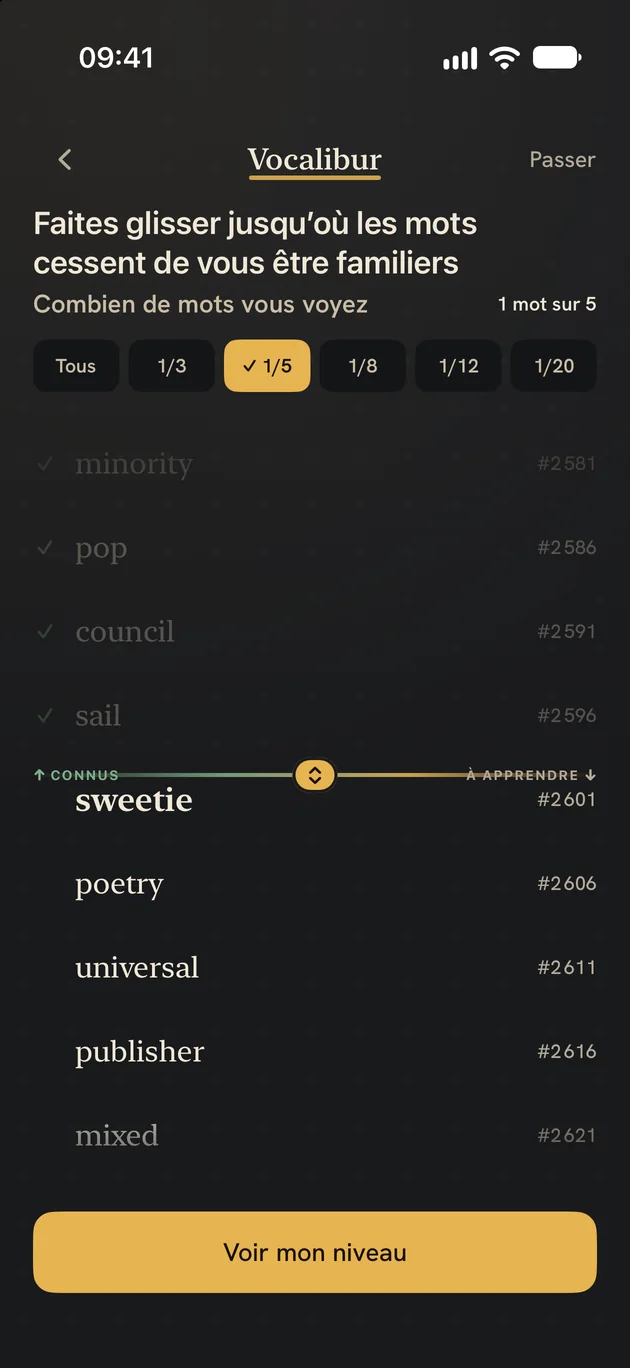 09:41
Vocalibur
Passer
Faites glisser jusqu’où les mots
cessent de vous être familiers
Combien de mots vous voyez
1 mot sur 5
Tous
1/3
✓ 1/5
1/8
1/12
1/20
✓ minority #2581
✓ pop #2586
✓ council #2591
✓ sail #2596
↑ CONNUS
À APPRENDRE ↓
sweetie #2601
poetry #2606
universal #2611
publisher #2616
mixed #2621
Voir mon niveau